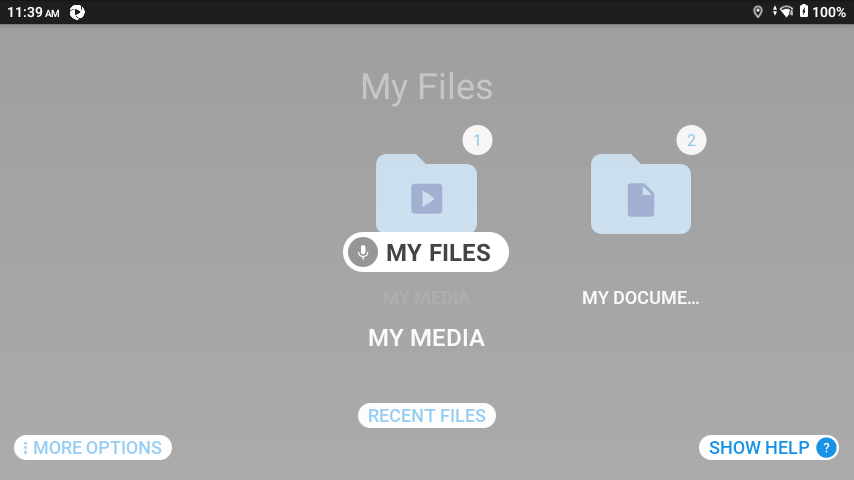 11:39 AM
100%
My Files
1
2
MY FILES
MY MEDIA
MY DOCUME...
MY MEDIA
RECENT FILES
MORE OPTIONS
SHOW HELP ?